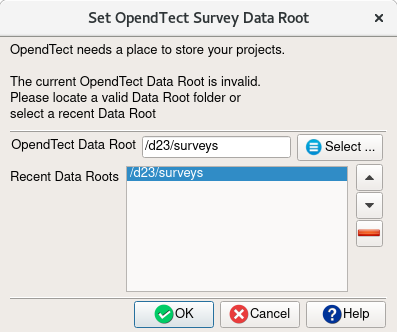 Set OpendTect Survey Data Root
OpendTect needs a place to store your projects.
The current OpendTect Data Root is invalid.
Please locate a valid Data Root folder or
select a recent Data Root
OpendTect Data Root /d23/surveys Select ...
Recent Data Roots /d23/surveys
OK Cancel Help